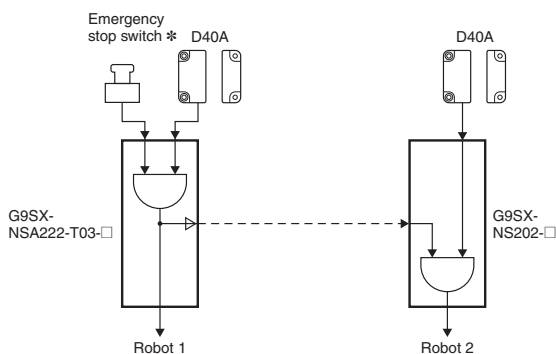 Emergency
stop switch ✻
D40A
D40A
G9SX-
NSA222-T03-□
G9SX-
NS202-□
Robot 1
Robot 2